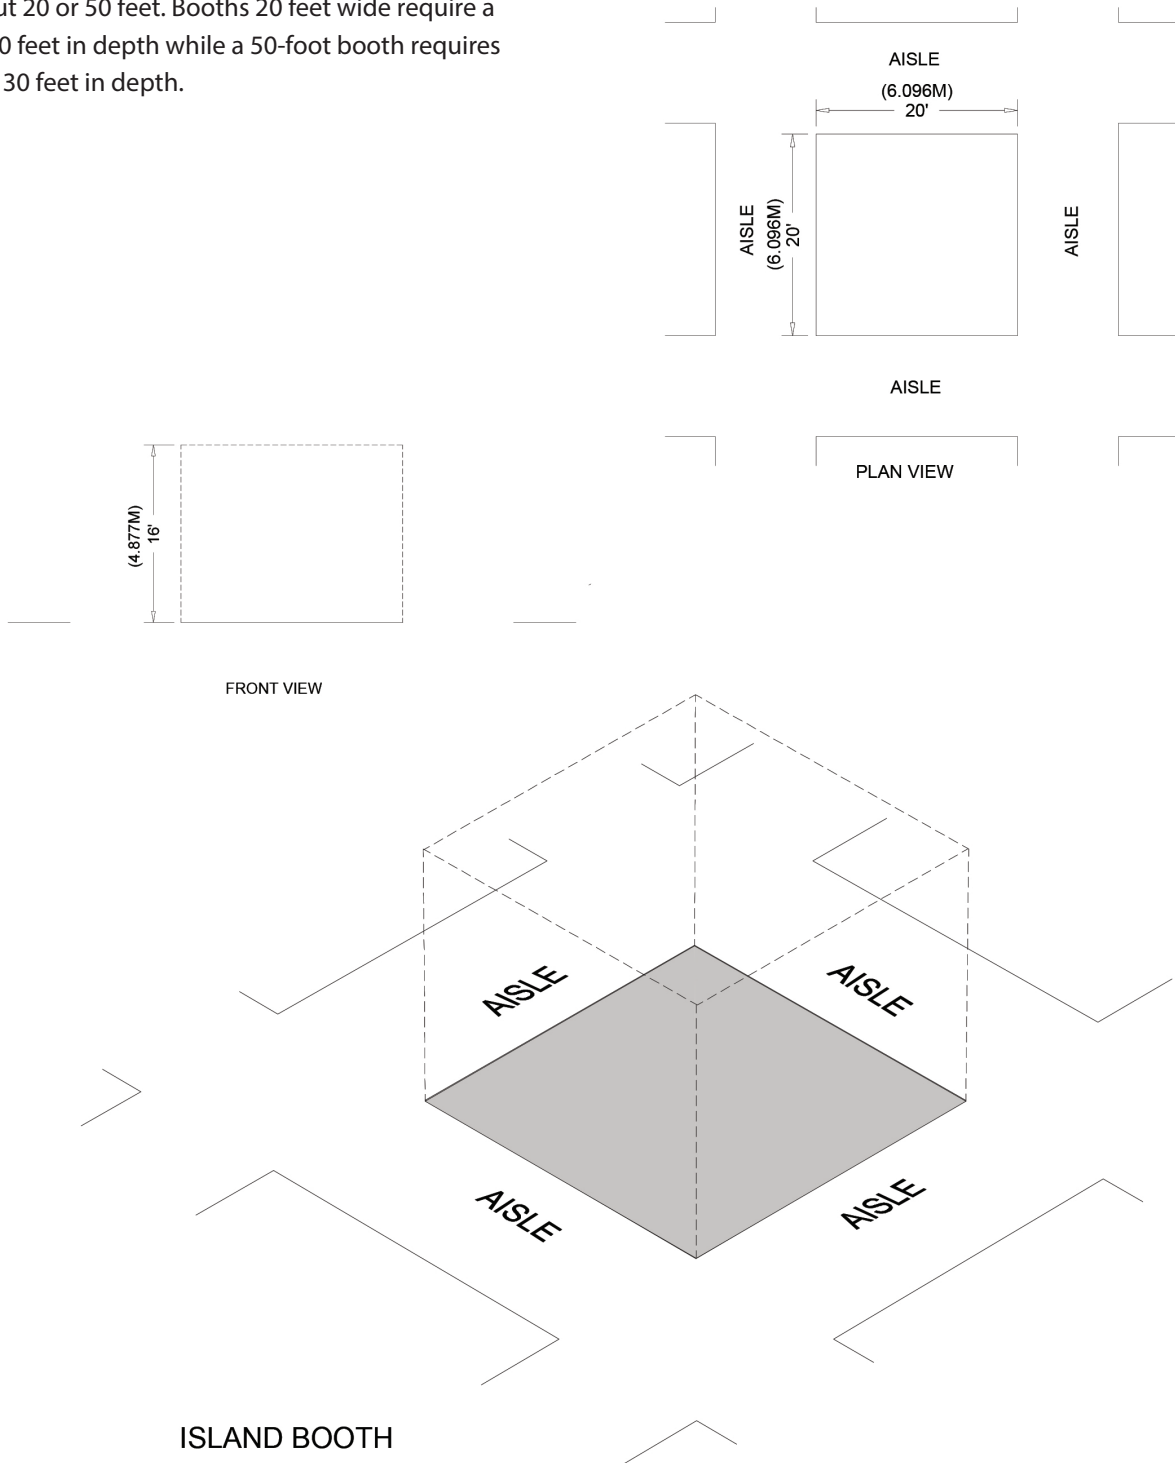 ut 20 or 50 feet. Booths 20 feet wide require a
0 feet in depth while a 50-foot booth requires
30 feet in depth.
AISLE
(6.096M)
20'
AISLE
(6.096M)
20'
AISLE
AISLE
PLAN VIEW
(4.877M)
16'
FRONT VIEW
AISLE
AISLE
AISLE
AISLE
ISLAND BOOTH